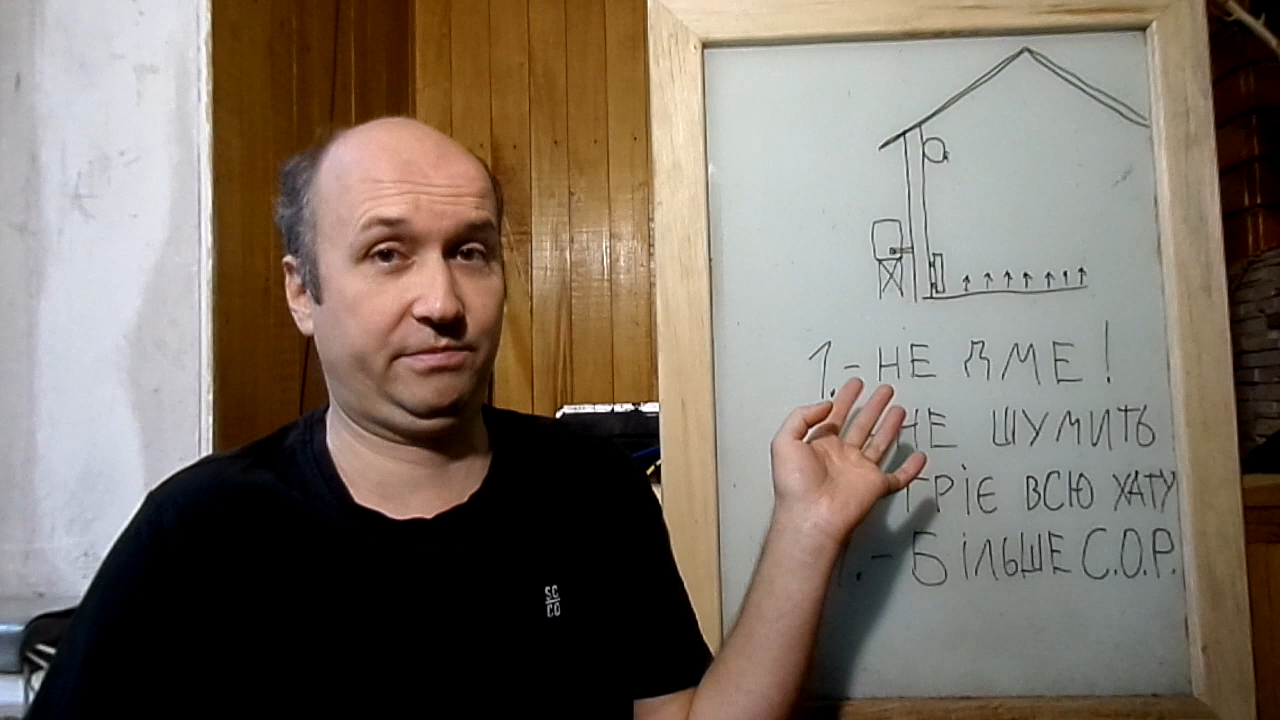 1.- НЕ ДМЕ!
НЕ ШУМИТЬ
ГРІЄ ВСЮ ХАТУ
.- БІЛЬШЕ С.О.Р.
SC
CO